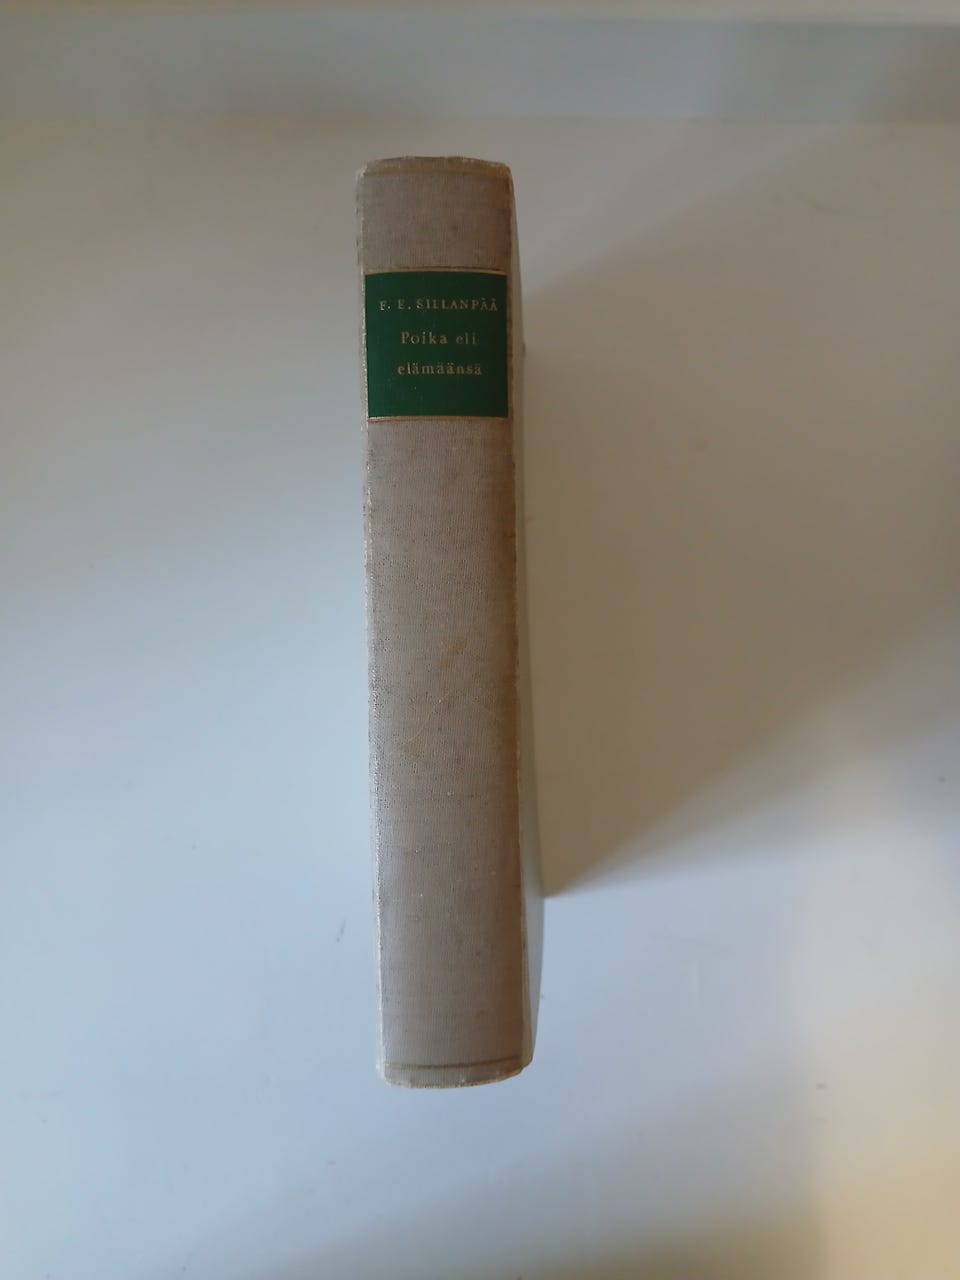 F. E. SILLANPÄÄ
Poika eli
elämäänsä